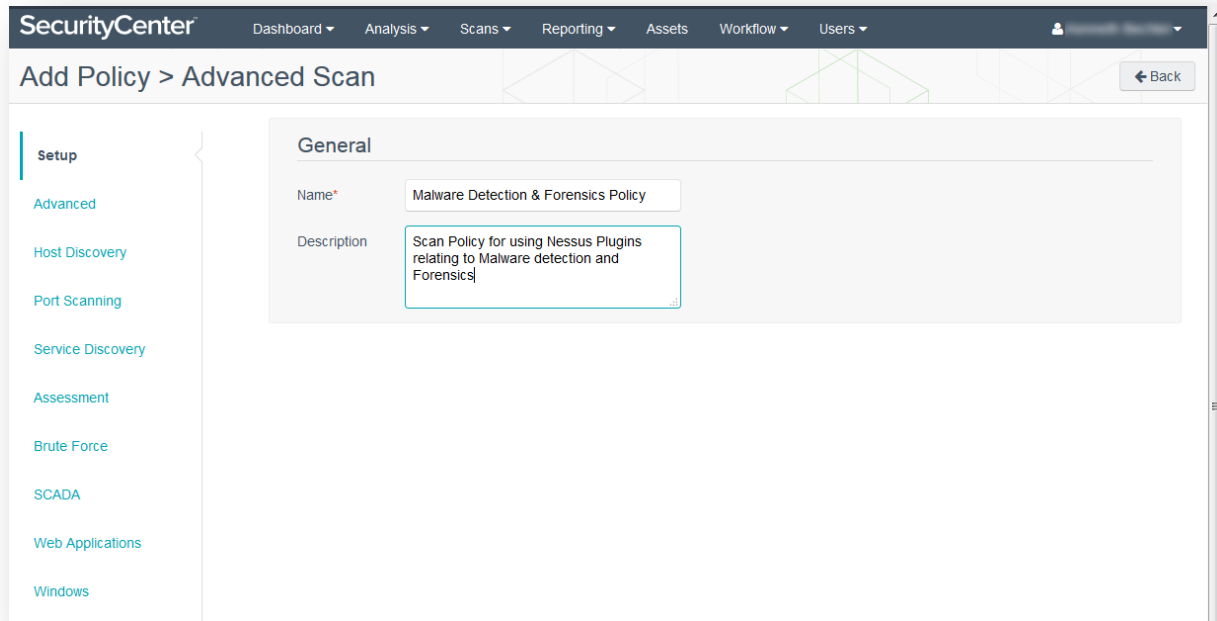 SecurityCenter
Dashboard Analysis Scans Reporting Assets Workflow Users
Add Policy > Advanced Scan
Back
Setup
Advanced
Host Discovery
Port Scanning
Service Discovery
Assessment
Brute Force
SCADA
Web Applications
Windows
General
Name* Malware Detection & Forensics Policy
Description Scan Policy for using Nessus Plugins
relating to Malware detection and
Forensics